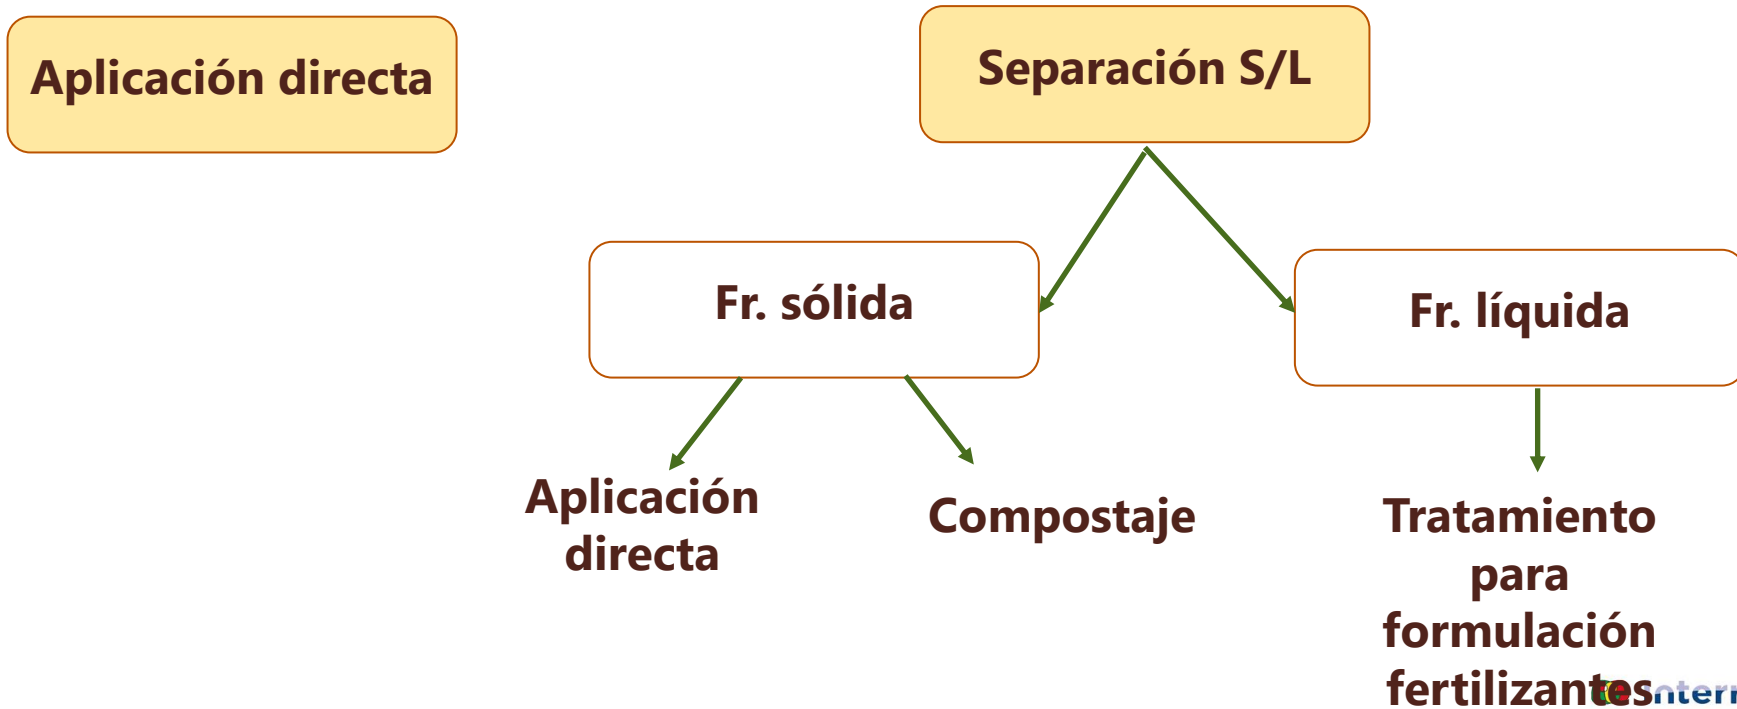 Aplicación directa
Separación S/L
Fr. sólida
Fr. líquida
Aplicación
directa
Compostaje
Tratamiento
para
formulación
fertilizantes